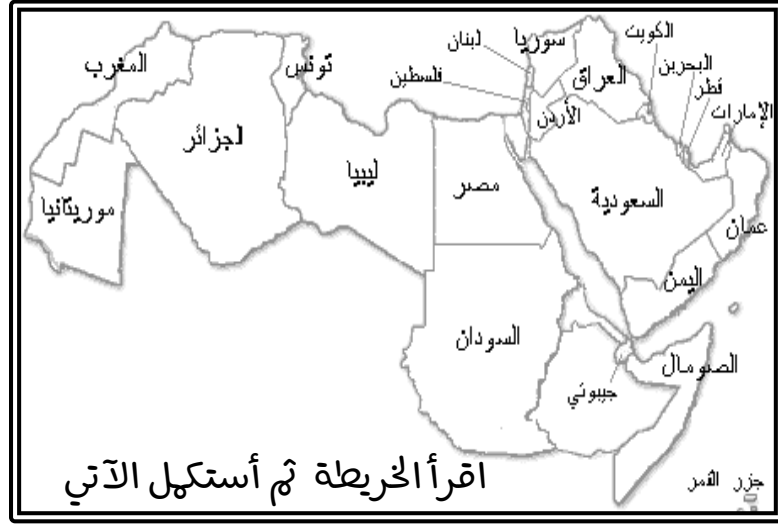 الكويت
سوريا
لبنان
البحرين
المغرب
تونس
العراق
قطر
فلسطين
الإمارات
الأردن
الجزائر
ليبيا
مصر
السعودية
موريتانيا
عمان
اليمن
السودان
الصومال
جيبوتي
جزر القمر
اقرأ الخريطة ثم أستكمل الآتي